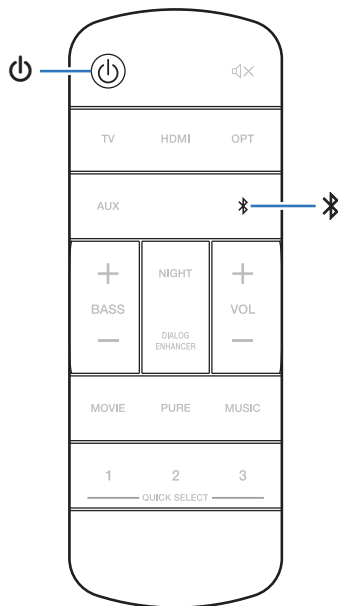 TV HDMI OPT
AUX
+ NIGHT +
BASS VOL
DIALOG
ENHANCER
— —
MOVIE PURE MUSIC
1 2 3
QUICK SELECT